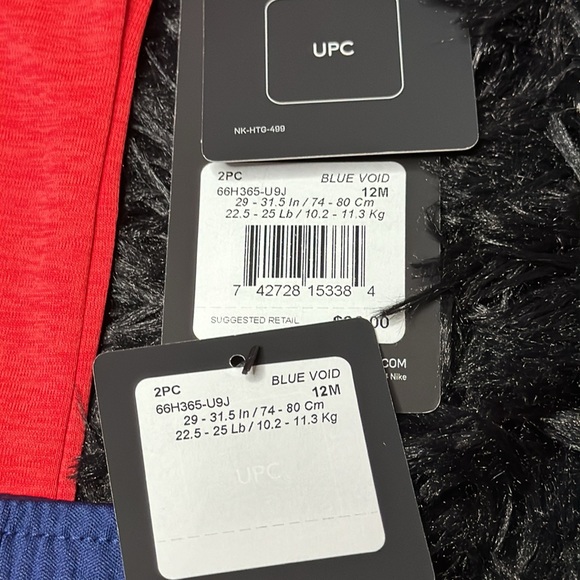 UPC
NK-HTG-499
2PC BLUE VOID
66H365-U9J 12M
29 - 31.5 In / 74 - 80 Cm
22.5 - 25 Lb / 10.2 - 11.3 Kg
7 42728 15338 4
SUGGESTED RETAIL
.COM
Nike
2PC BLUE VOID
66H365-U9J 12M
29 - 31.5 In / 74 - 80 Cm
22.5 - 25 Lb / 10.2 - 11.3 Kg
UPC